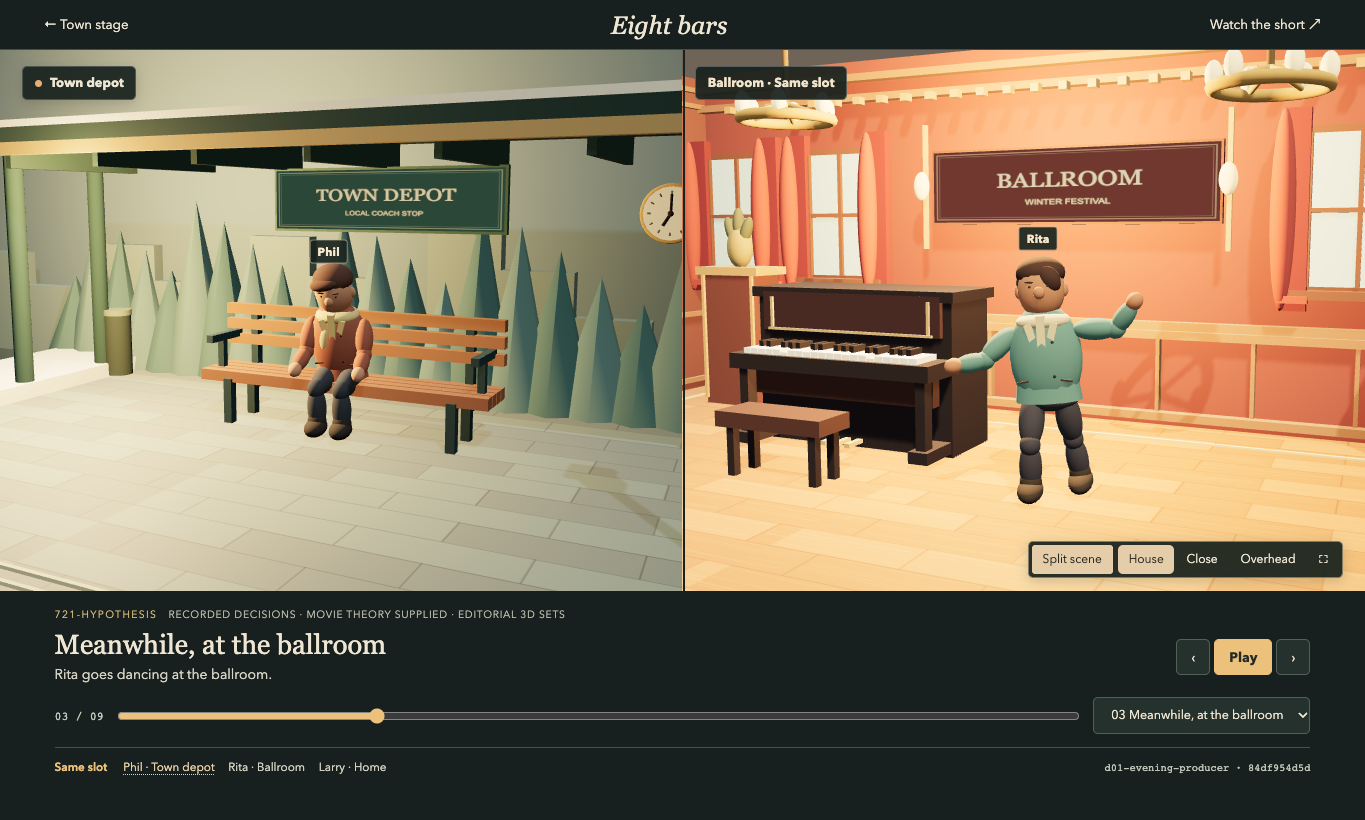 ← Town stage
Eight bars
Watch the short ↗
Town depot
Ballroom · Same slot
TOWN DEPOT
LOCAL COACH STOP
BALLROOM
WINTER FESTIVAL
Phil
Rita
Split scene
House
Close
Overhead
721-HYPOTHESIS RECORDED DECISIONS · MOVIE THEORY SUPPLIED · EDITORIAL 3D SETS
Meanwhile, at the ballroom
Rita goes dancing at the ballroom.
‹
Play
›
03 / 09
03 Meanwhile, at the ballroom
Same slot Phil · Town depot Rita · Ballroom Larry · Home
d01-evening-producer · 84df954d5d